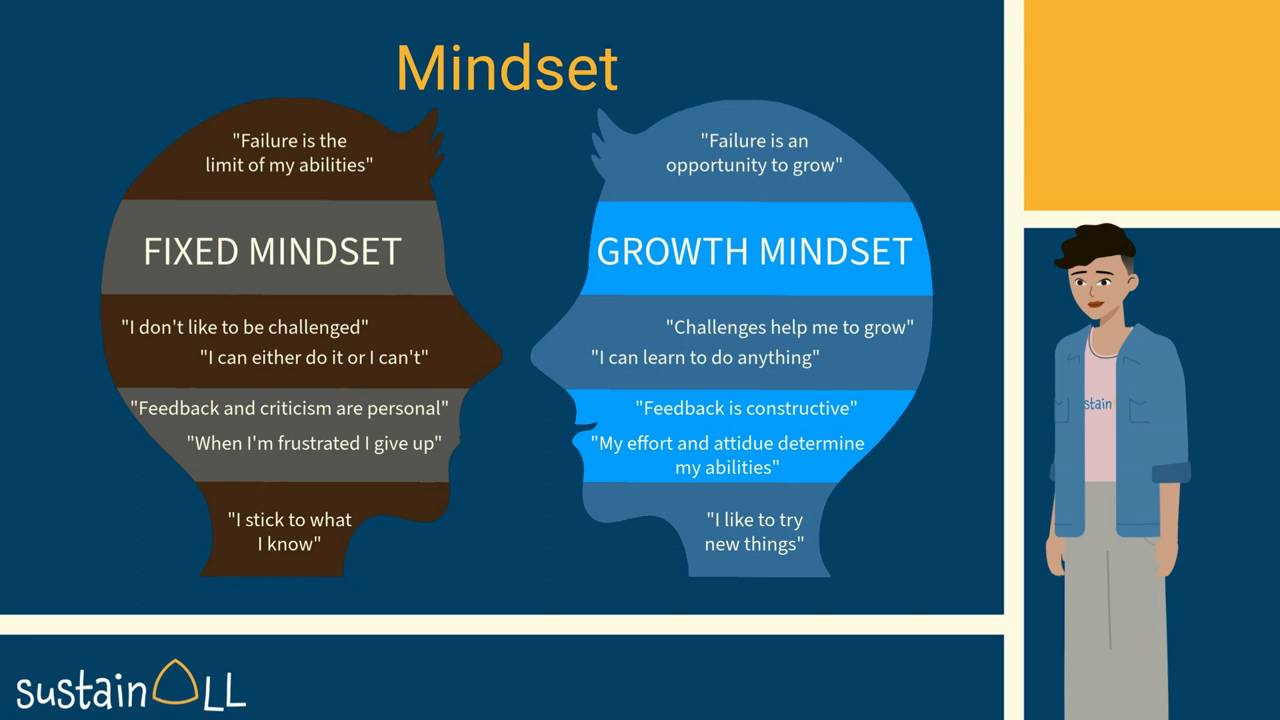 Mindset
"Failure is the
limit of my abilities"
FIXED MINDSET
"I don't like to be challenged"
"I can either do it or I can't"
"Feedback and criticism are personal"
"When I'm frustrated I give up"
"I stick to what
I know"
"Failure is an
opportunity to grow"
GROWTH MINDSET
"Challenges help me to grow"
"I can learn to do anything"
"Feedback is constructive"
"My effort and attidue determine
my abilities"
"I like to try
new things"
stain
sustain LL